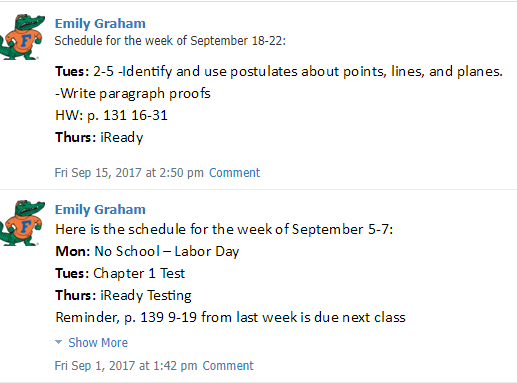 Emily Graham
Schedule for the week of September 18-22:
Tues: 2-5 -Identify and use postulates about points, lines, and planes.
-Write paragraph proofs
HW: p. 131 16-31
Thurs: iReady
Fri Sep 15, 2017 at 2:50 pm Comment
Emily Graham
Here is the schedule for the week of September 5-7:
Mon: No School – Labor Day
Tues: Chapter 1 Test
Thurs: iReady Testing
Reminder, p. 139 9-19 from last week is due next class
Show More
Fri Sep 1, 2017 at 1:42 pm Comment